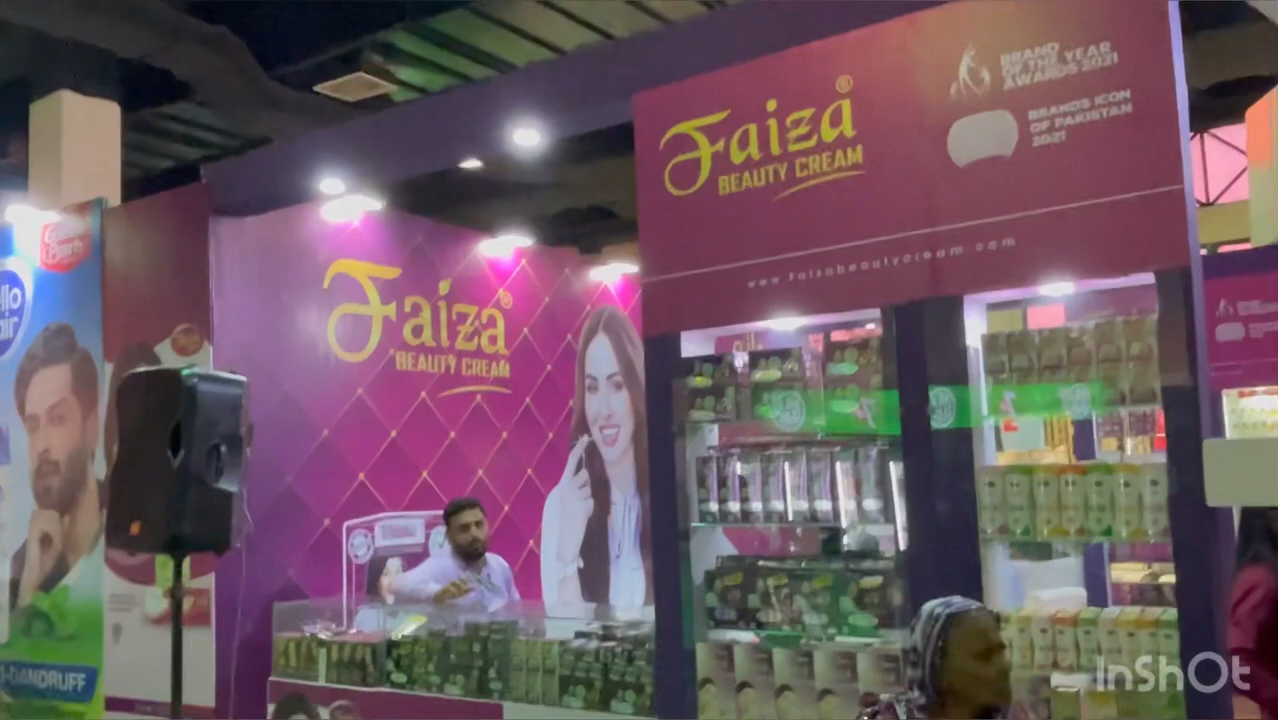 Faiza®
BEAUTY CREAM
BRAND
OF THE YEAR
AWARDS 2021
BRANDS ICON
OF PAKISTAN
2021
www.faizabeautycream.com
Faiza®
BEAUTY CREAM
-DANDRUFF
InShOt